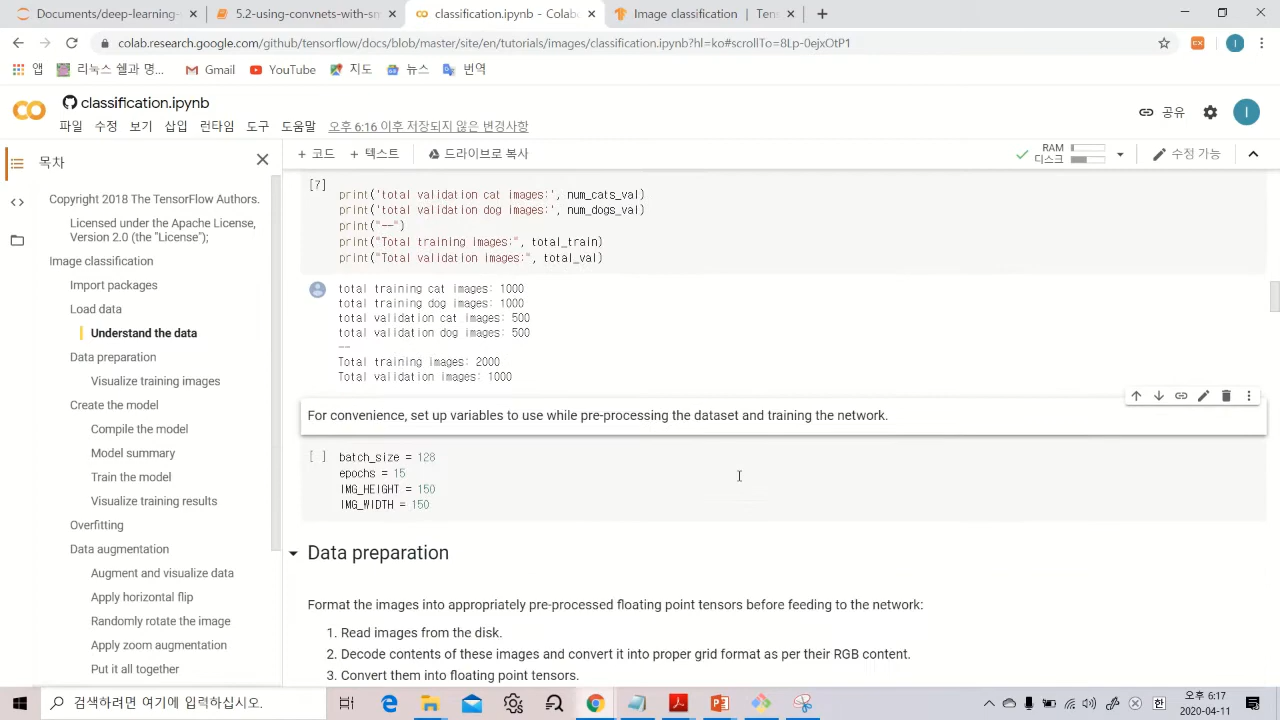 Documents/
5.2-using-convnets-with-sr
classification.ipynb - Colabo
Image classification | Tens
colab.research.google.com/github/tensorflow/docs/blob/master/site/en/tutorials/images/classification.ipynb?hl=ko#scrollTo=8Lp-0ejxOtP1
앱
리눅스 쉘과 명...
Gmail
YouTube
지도
뉴스
번역
classification.ipynb
파일 수정 보기 삽입 런타임 도구 도움말 오후 6:16 이후 저장되지 않은 변경사항
공유
I
목차
+ 코드 + 텍스트 드라이브로 복사
RAM
디스크
수정 가능
Copyright 2018 The TensorFlow Authors.
Licensed under the Apache License,
Version 2.0 (the "License");
Image classification
Import packages
Load data
Understand the data
Data preparation
Visualize training images
Create the model
Compile the model
Model summary
Train the model
Visualize training results
Overfitting
Data augmentation
Augment and visualize data
Apply horizontal flip
Randomly rotate the image
Apply zoom augmentation
Put it all together
[7]
print('total validation cat images:', num_cats_val)
print('total validation dog images:', num_dogs_val)
print("--")
print("Total training images:", total_train)
print("Total validation images:", total_val)
total training cat images: 1000
total training dog images: 1000
total validation cat images: 500
total validation dog images: 500
--
Total training images: 2000
Total validation images: 1000
For convenience, set up variables to use while pre-processing the dataset and training the network.
[ ] batch_size = 128
epochs = 15
IMG_HEIGHT = 150
IMG_WIDTH = 150
Data preparation
Format the images into appropriately pre-processed floating point tensors before feeding to the network:
1. Read images from the disk.
2. Decode contents of these images and convert it into proper grid format as per their RGB content.
3. Convert them into floating point tensors.
검색하려면 여기에 입력하십시오.
한
오후 6:17
2020-04-11